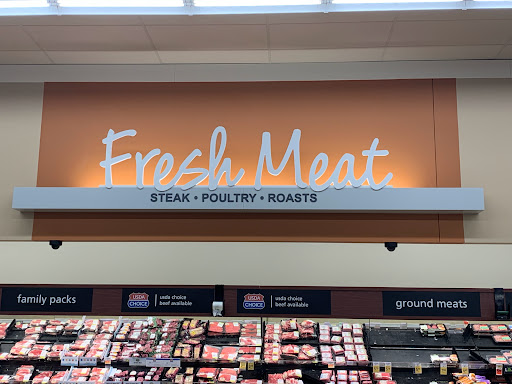 Fresh Meat
STEAK • POULTRY • ROASTS
family packs
USDA
CHOICE
usda choice
beef available
USDA
CHOICE
usda choice
beef available
ground meats